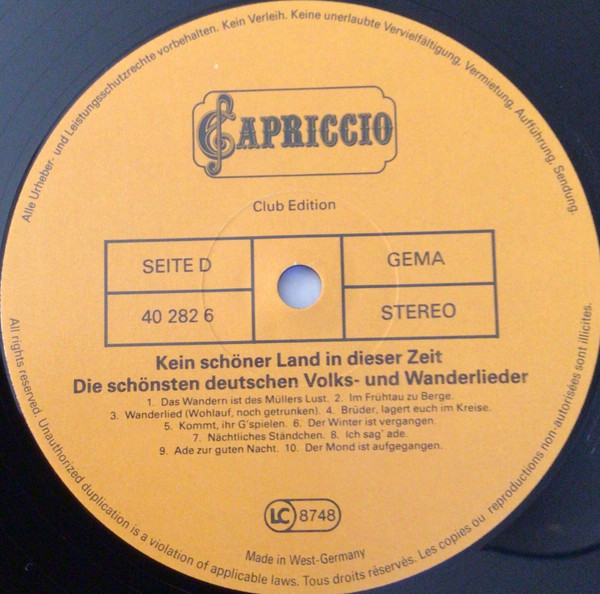 Alle Urheber- und Leistungsschutzrechte vorbehalten. Kein Verleih. Keine unerlaubte Vervielfältigung, Vermietung, Aufführung, Sendung.
CAPRICCIO
Club Edition
SEITE D
GEMA
40 282 6
STEREO
Kein schöner Land in dieser Zeit
Die schönsten deutschen Volks- und Wanderlieder
1. Das Wandern ist des Müllers Lust. 2. Im Frühtau zu Berge.
3. Wanderlied (Wohlauf, noch getrunken). 4. Brüder, lagert euch im Kreise.
5. Kommt, ihr G'spielen. 6. Der Winter ist vergangen.
7. Nächtliches Ständchen. 8. Ich sag' ade.
9. Ade zur guten Nacht. 10. Der Mond ist aufgegangen.
LC 8748
Made in West-Germany
All rights reserved. Unauthorized duplication is a violation of applicable laws. Tous droits réservés. Les copies ou reproductions non-autorisées sont illicites.